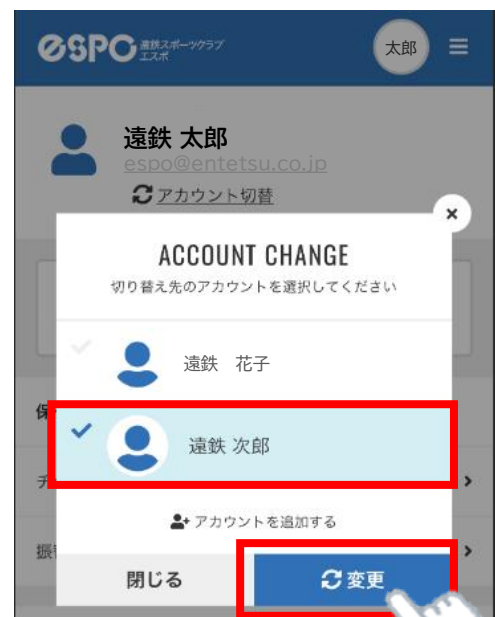 ESPO 遠鉄スポーツクラブ
エスポ
太郎
遠鉄 太郎
espo@entetsu.co.jp
アカウント切替
ACCOUNT CHANGE
切り替え先のアカウントを選択してください
遠鉄 花子
保
遠鉄 次郎
チ
アカウントを追加する
振
閉じる
変更